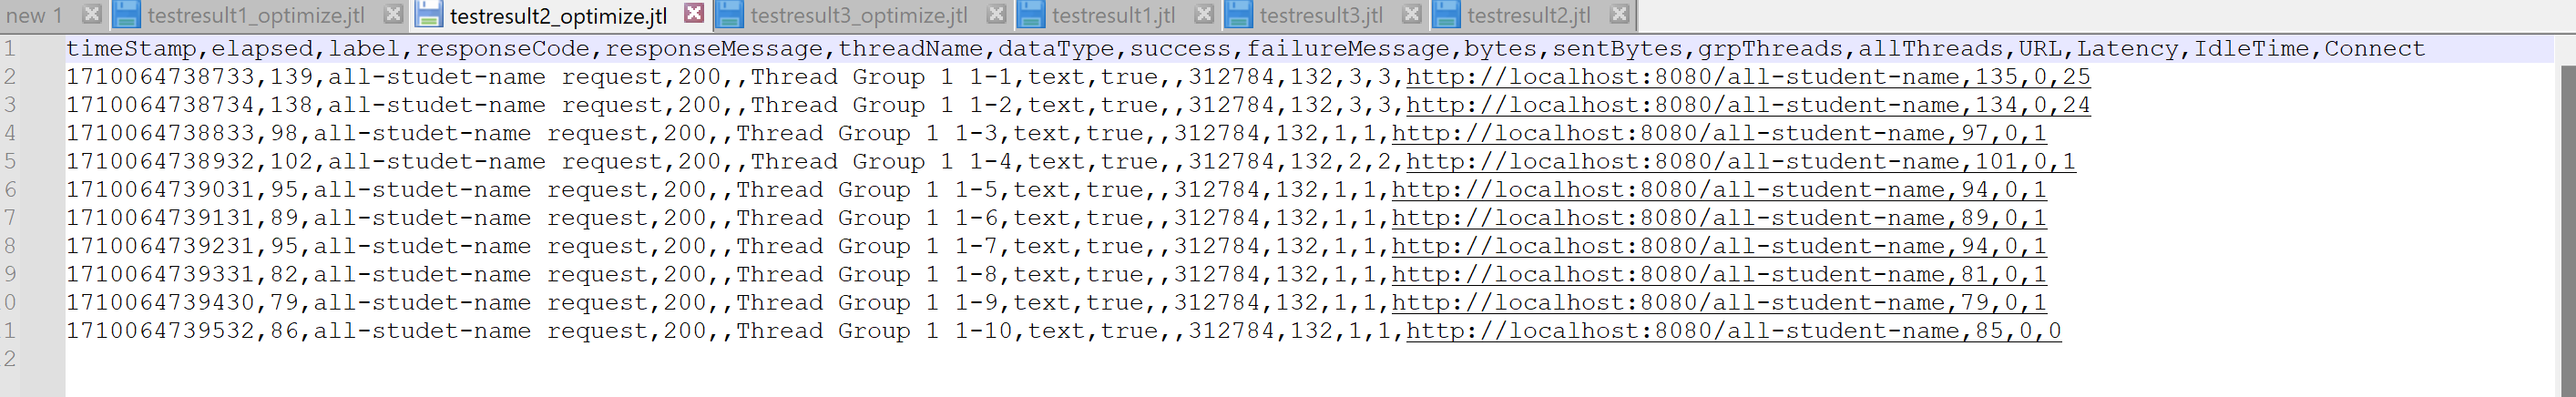 new 1 testresult1_optimize.jtl testresult2_optimize.jtl testresult3_optimize.jtl testresult1.jtl testresult3.jtl testresult2.jtl
1 timeStamp,elapsed,label,responseCode,responseMessage,threadName,dataType,success,failureMessage,bytes,sentBytes,grpThreads,allThreads,URL,Latency,IdleTime,Connect
2 1710064738733,139,all-studet-name request,200,,Thread Group 1 1-1,text,true,,312784,132,3,3,http://localhost:8080/all-student-name,135,0,25
3 1710064738734,138,all-studet-name request,200,,Thread Group 1 1-2,text,true,,312784,132,3,3,http://localhost:8080/all-student-name,134,0,24
4 1710064738833,98,all-studet-name request,200,,Thread Group 1 1-3,text,true,,312784,132,1,1,http://localhost:8080/all-student-name,97,0,1
5 1710064738932,102,all-studet-name request,200,,Thread Group 1 1-4,text,true,,312784,132,2,2,http://localhost:8080/all-student-name,101,0,1
6 1710064739031,95,all-studet-name request,200,,Thread Group 1 1-5,text,true,,312784,132,1,1,http://localhost:8080/all-student-name,94,0,1
7 1710064739131,89,all-studet-name request,200,,Thread Group 1 1-6,text,true,,312784,132,1,1,http://localhost:8080/all-student-name,89,0,1
8 1710064739231,95,all-studet-name request,200,,Thread Group 1 1-7,text,true,,312784,132,1,1,http://localhost:8080/all-student-name,94,0,1
9 1710064739331,82,all-studet-name request,200,,Thread Group 1 1-8,text,true,,312784,132,1,1,http://localhost:8080/all-student-name,81,0,1
0 1710064739430,79,all-studet-name request,200,,Thread Group 1 1-9,text,true,,312784,132,1,1,http://localhost:8080/all-student-name,79,0,1
1 1710064739532,86,all-studet-name request,200,,Thread Group 1 1-10,text,true,,312784,132,1,1,http://localhost:8080/all-student-name,85,0,0
2